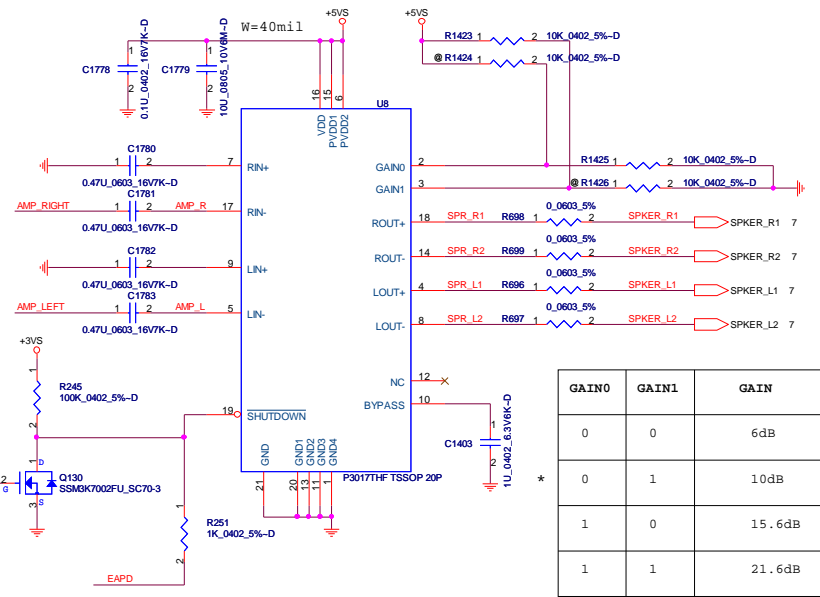 +5VS
W=40mil
+5VS
R1423 1 2 10K_0402_5%~D
@ R1424 1 2 10K_0402_5%~D
C1778
1
2
0.1U_0402_16V7K~D
C1779
1
2
10U_0805_10V6M~D
16
15
6
U8
VDD
PVDD1
PVDD2
C1780
1 2
0.47U_0603_16V7K~D
7 RIN+
C1781
AMP_RIGHT 1 2 AMP_R 17 RIN-
0.47U_0603_16V7K~D
C1782
1 2
0.47U_0603_16V7K~D
9 LIN+
C1783
AMP_LEFT 1 2 AMP_L 5 LIN-
0.47U_0603_16V7K~D
GAIN0 2
R1425 1 2 10K_0402_5%~D
GAIN1 3
@ R1426 1 2 10K_0402_5%~D
0_0603_5%
ROUT+ 18 SPR_R1 R698 1 2 SPKER_R1 SPKER_R1 7
0_0603_5%
ROUT- 14 SPR_R2 R699 1 2 SPKER_R2 SPKER_R2 7
0_0603_5%
LOUT+ 4 SPR_L1 R696 1 2 SPKER_L1 SPKER_L1 7
0_0603_5%
LOUT- 8 SPR_L2 R697 1 2 SPKER_L2 SPKER_L2 7
NC 12
BYPASS 10
C1403
1
2
1U_0402_6.3V6K~D
+3VS
1
R245
100K_0402_5%~D
2
19 SHUTDOWN
GND
GND1
GND2
GND3
GND4
21
20
13
11
1
P3017THF TSSOP 20P
1 D
2 G
Q130
SSM3K7002FU_SC70-3
S
3
1
R251
1K_0402_5%~D
2
EAPD
GAIN0 GAIN1 GAIN
0 0 6dB
* 0 1 10dB
1 0 15.6dB
1 1 21.6dB